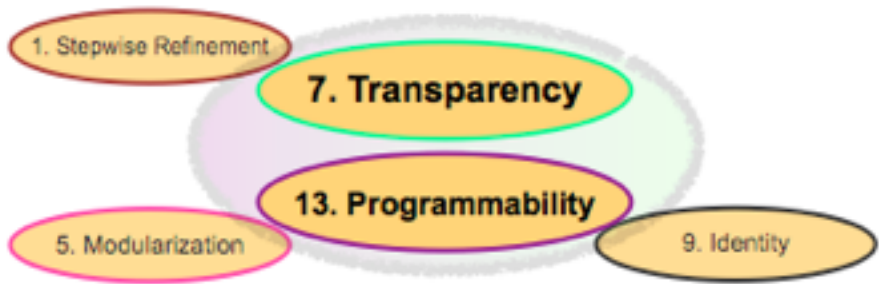 1. Stepwise Refinement
7. Transparency
13. Programmability
5. Modularization
9. Identity